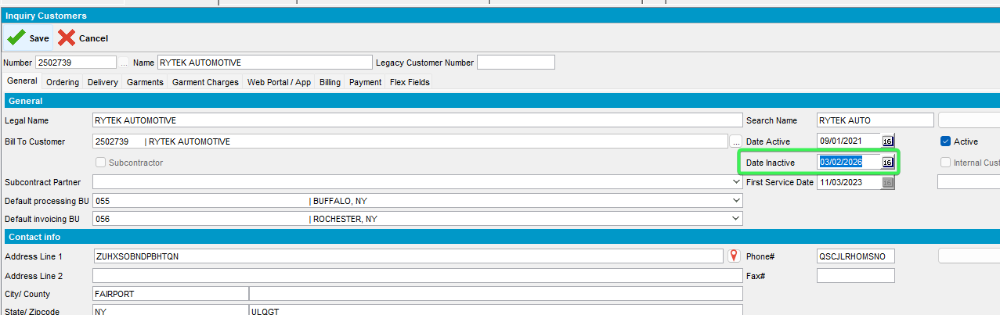 Inquiry Customers
Save Cancel
Number 2502739 ... Name RYTEK AUTOMOTIVE Legacy Customer Number
General Ordering Delivery Garments Garment Charges Web Portal / App Billing Payment Flex Fields
General
Legal Name RYTEK AUTOMOTIVE Search Name RYTEK AUTO
Bill To Customer 2502739 | RYTEK AUTOMOTIVE ... Date Active 09/01/2021 16 Active
Subcontractor Date Inactive 03/02/2026 16 Internal Cust
Subcontract Partner First Service Date 11/03/2023 16
Default processing BU 055 | BUFFALO, NY
Default invoicing BU 056 | ROCHESTER, NY
Contact info
Address Line 1 ZUHXSOBNDPBHTQN Phone# QSCJLRHOMSNO
Address Line 2 Fax#
City/ County FAIRPORT
State/ Zipcode NY ULQGT